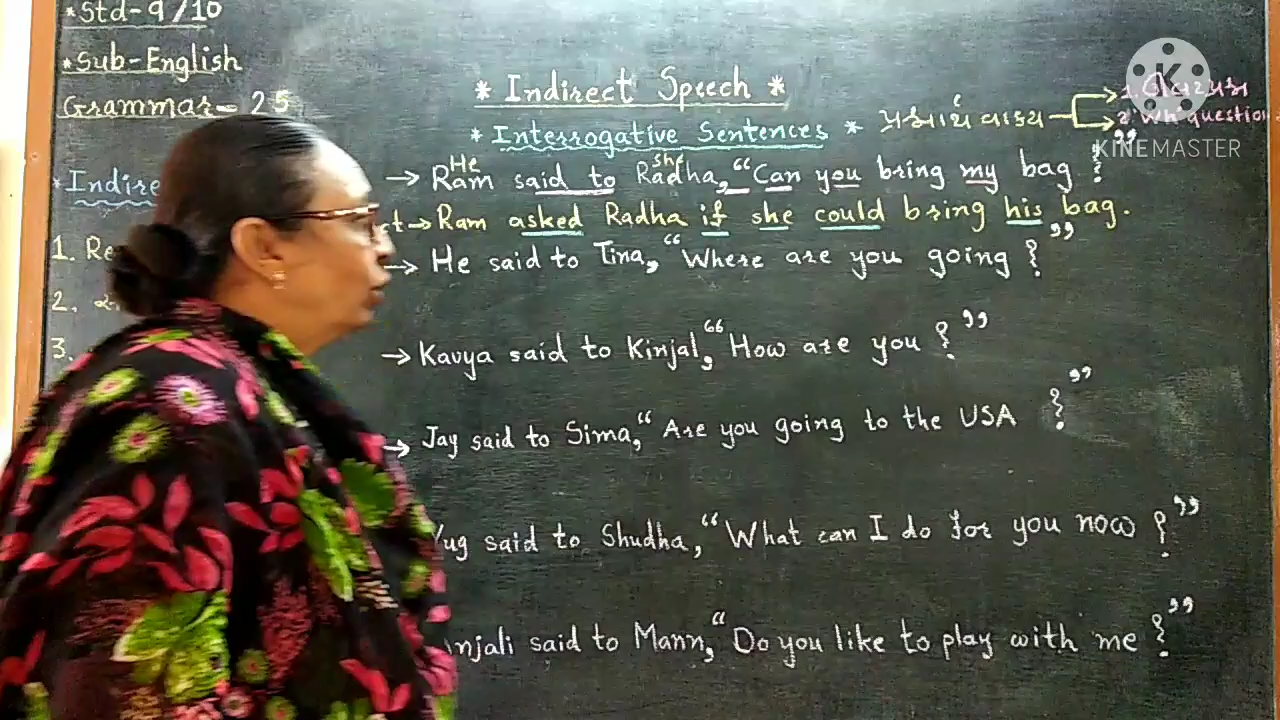 *Std-9/10
*Sub-English
Grammar- 25
* Indirect Speech *
* Interrogative Sentences * પ્રશ્નાર્થ વાક્ય
2. Wh question
KINEMASTER
*Indire
He she
→ Ram said to Radha, “Can you bring my bag ?”
ct→ Ram asked Radha if she could bring his bag.
1. Re
→ He said to Tina, “Where are you going ?”
2.
3.
→ Kavya said to Kinjal, “How are you ?”
→ Jay said to Sima, “Are you going to the USA ?”
Yug said to Shudha, “What can I do for you now ?”
njali said to Mann, “Do you like to play with me ?”